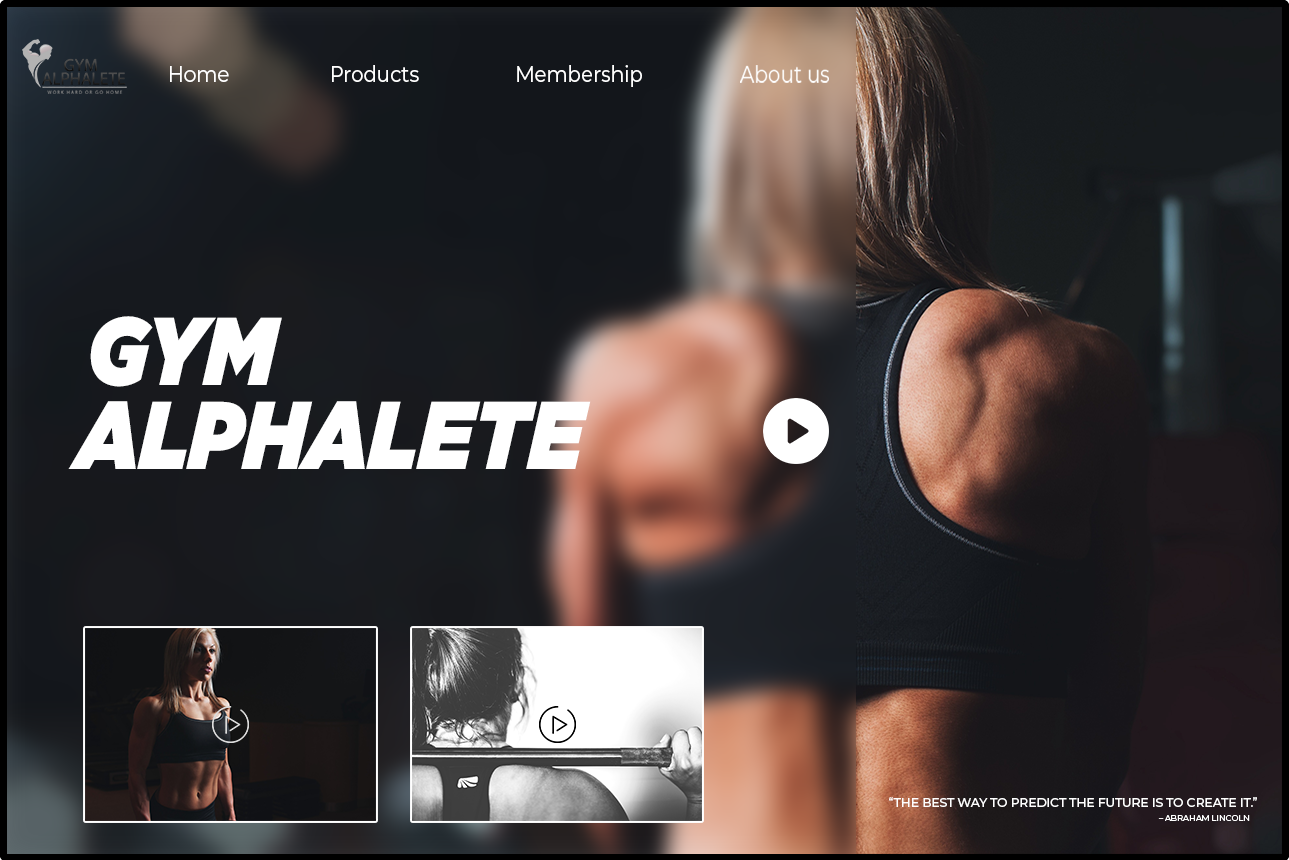 GYM
ALPHALETE
WORK HARD OR GO HOME
Home
Products
Membership
About us
GYM
ALPHALETE
“THE BEST WAY TO PREDICT THE FUTURE IS TO CREATE IT.”
– ABRAHAM LINCOLN